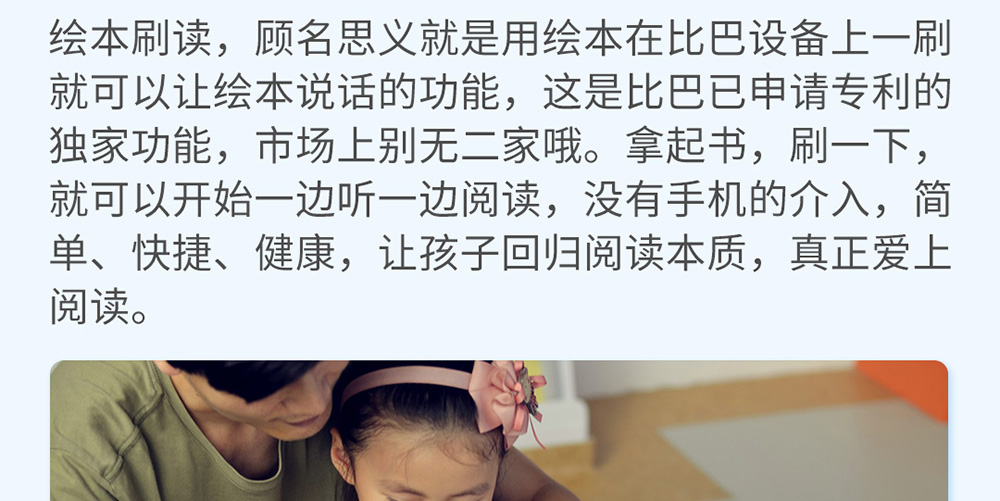 绘本刷读，顾名思义就是用绘本在比巴设备上一刷
就可以让绘本说话的功能，这是比巴已申请专利的
独家功能，市场上别无二家哦。拿起书，刷一下，
就可以开始一边听一边阅读，没有手机的介入，简
单、快捷、健康，让孩子回归阅读本质，真正爱上
阅读。